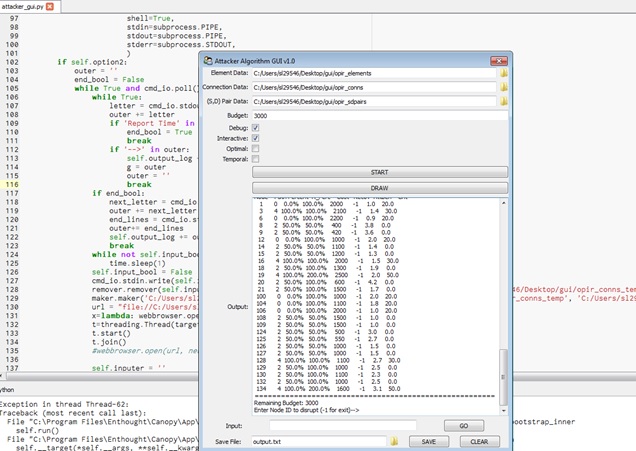 attacker_gui.py
97 shell=True,
98 stdin=subprocess.PIPE,
99 stdout=subprocess.PIPE,
100 stderr=subprocess.STDOUT,
101 )
102 if self.option2:
103 outer = ''
104 end_bool = False
105 while True and cmd_io.poll()
106 while True:
107 letter = cmd_io.stdou
108 outer += letter
109 if 'Report Time' in
110 end_bool = True
111 break
112 if '-->' in outer:
113 self.output_log =
114 g = outer
115 outer = ''
116 break
117 if end_bool:
118 next_letter = cmd_io.
119 outer += next_letter
120 end_lines = cmd_io.st
121 outer+= end_lines
122 self.output_log += ou
123 break
124 while not self.input_boo
125 time.sleep(1)
126 self.input_bool = False
127 cmd_io.stdin.write(self.i
128 remover.remover(self.inpu
129 maker.maker('C:/Users/sl
130 url = "file://C:/Users/s
131 x=lambda: webbrowser.ope
132 t=threading.Thread(target
133 t.start()
134 t.join()
135 #webbrowser.open(url, ne
136
137 self.inputer = ''
46/Desktop/gui/opir_conns_temp
r_conns_temp', 'C:/Users/sl
Attacker Algorithm GUI v1.0
Element Data: C:/Users/sl29546/Desktop/gui/opir_elements
Connection Data: C:/Users/sl29546/Desktop/gui/opir_conns
(S,D) Pair Data: C:/Users/sl29546/Desktop/gui/opir_sdpairs
Budget: 3000
Debug:
Interactive:
Optimal:
Temporal:
START
DRAW
1 0 0.0% 100.0% 2000 -1 1.0 20.0
3 4 100.0% 100.0% 2100 -1 1.4 30.0
6 0 0.0% 100.0% 2200 -1 0.9 20.0
8 2 50.0% 50.0% 400 -1 3.8 0.0
9 2 50.0% 50.0% 420 -1 3.6 0.0
12 0 0.0% 100.0% 1000 -1 2.0 20.0
14 2 50.0% 50.0% 1100 -1 1.4 0.0
15 2 50.0% 50.0% 1200 -1 1.3 0.0
16 4 100.0% 100.0% 2000 -1 1.5 30.0
18 2 50.0% 100.0% 1300 -1 1.9 0.0
19 4 100.0% 200.0% 2500 -1 2.0 50.0
20 2 50.0% 100.0% 600 -1 4.2 0.0
21 2 50.0% 50.0% 900 -1 1.7 0.0
100 0 0.0% 100.0% 1000 -1 2.0 20.0
104 0 0.0% 100.0% 1100 -1 1.8 20.0
106 0 0.0% 100.0% 1000 -1 2.0 20.0
108 2 50.0% 50.0% 1500 -1 1.0 0.0
109 2 50.0% 50.0% 1500 -1 1.0 0.0
124 2 50.0% 50.0% 500 -1 3.0 0.0
125 2 50.0% 50.0% 550 -1 2.7 0.0
126 2 50.0% 50.0% 1000 -1 1.5 0.0
127 2 50.0% 50.0% 1000 -1 1.5 0.0
128 4 100.0% 100.0% 1100 -1 2.7 30.0
129 2 50.0% 100.0% 1000 -1 2.5 0.0
130 2 50.0% 100.0% 1100 -1 2.3 0.0
132 2 50.0% 100.0% 1000 -1 2.5 0.0
134 4 100.0% 200.0% 1600 -1 3.1 50.0
Output:
Remaining Budget: 3000
Enter Node ID to disrupt (-1 for exit)-->
Input: GO
Save File: output.txt SAVE CLEAR
ython
Exception in thread Thread-62:
Traceback (most recent call last):
File "C:\Program Files\Enthought\Canopy\App\ ootstrap_inner
self.run()
File "C:\Program Files\Enthought\Canopy\App\
self.__target(*self.__args, **self.__kwarg